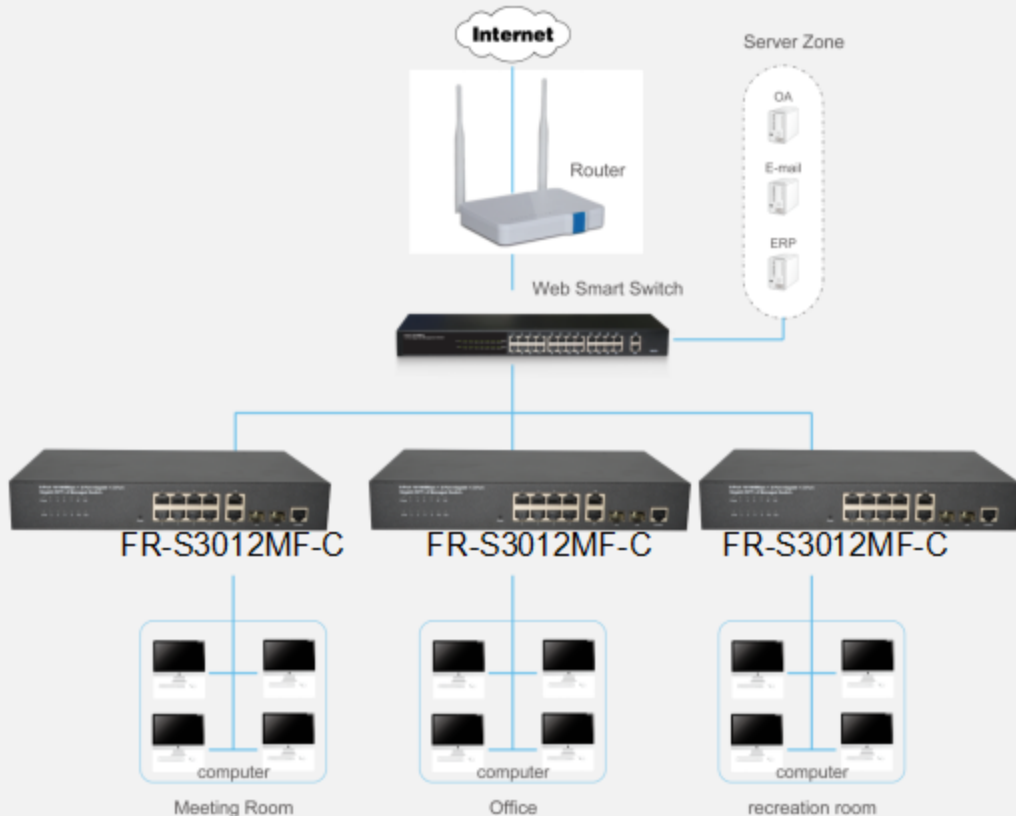 Internet
Server Zone
OA
Router
E-mail
ERP
Web Smart Switch
FR-S3012MF-C
FR-S3012MF-C
FR-S3012MF-C
computer
computer
computer
Meeting Room
Office
recreation room